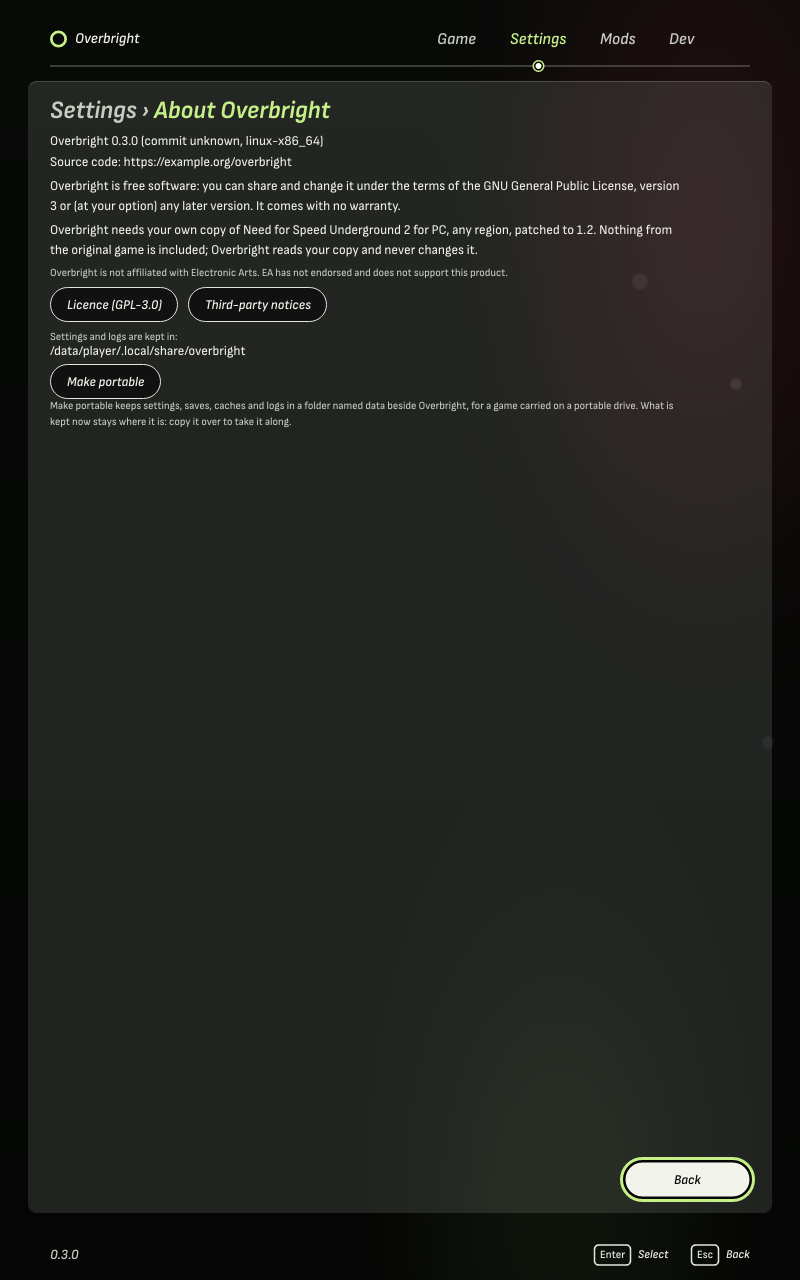 Overbright
Game Settings Mods Dev
Settings › About Overbright
Overbright 0.3.0 (commit unknown, linux-x86_64)
Source code: https://example.org/overbright
Overbright is free software: you can share and change it under the terms of the GNU General Public License, version
3 or (at your option) any later version. It comes with no warranty.
Overbright needs your own copy of Need for Speed Underground 2 for PC, any region, patched to 1.2. Nothing from
the original game is included; Overbright reads your copy and never changes it.
Overbright is not affiliated with Electronic Arts. EA has not endorsed and does not support this product.
Licence (GPL-3.0) Third-party notices
Settings and logs are kept in:
/data/player/.local/share/overbright
Make portable
Make portable keeps settings, saves, caches and logs in a folder named data beside Overbright, for a game carried on a portable drive. What is
kept now stays where it is: copy it over to take it along.
Back
0.3.0 Enter Select Esc Back